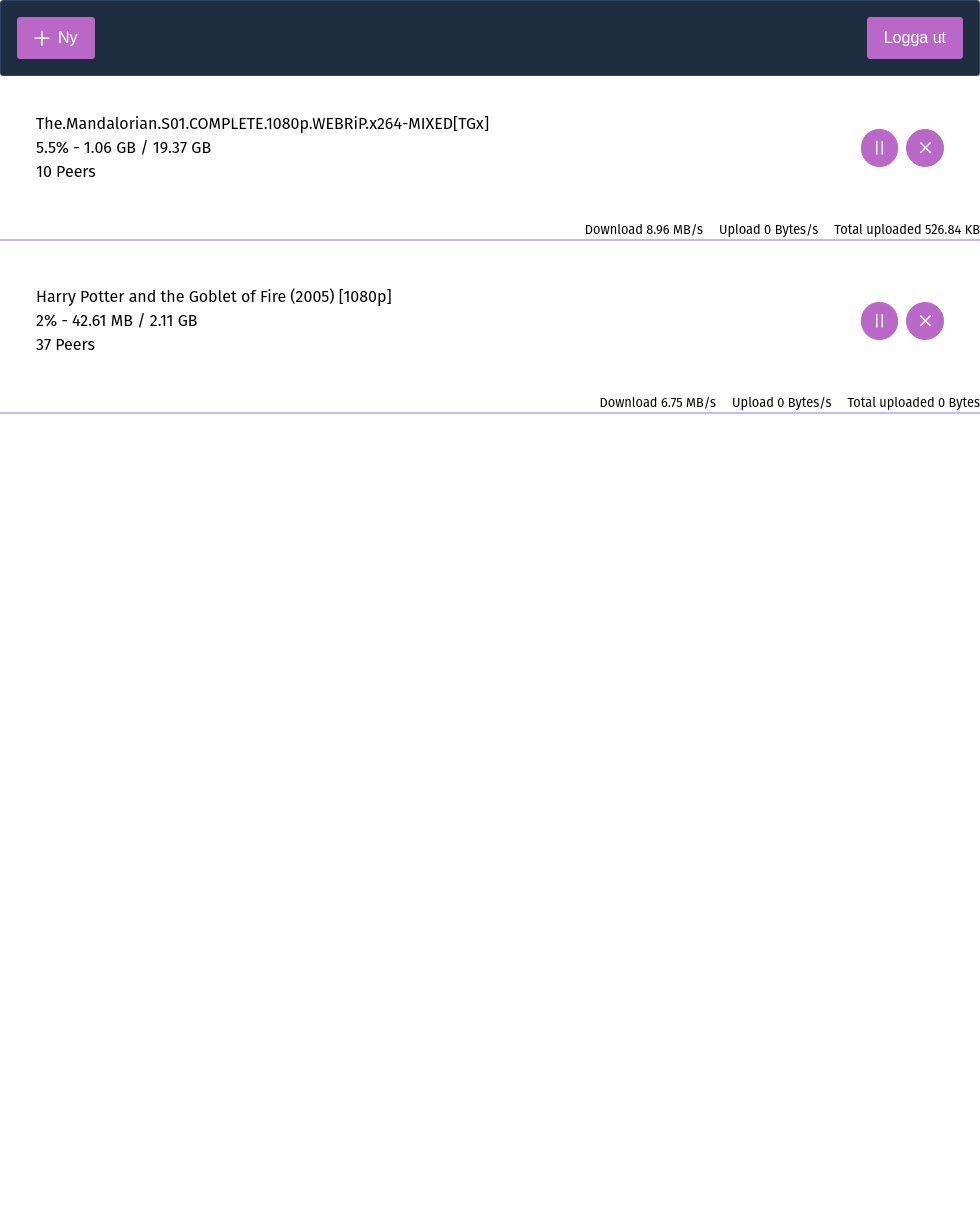 Ny
Logga ut
The.Mandalorian.S01.COMPLETE.1080p.WEBRiP.x264-MIXED[TGx]
5.5% - 1.06 GB / 19.37 GB
10 Peers
Download 8.96 MB/s Upload 0 Bytes/s Total uploaded 526.84 KB
Harry Potter and the Goblet of Fire (2005) [1080p]
2% - 42.61 MB / 2.11 GB
37 Peers
Download 6.75 MB/s Upload 0 Bytes/s Total uploaded 0 Bytes